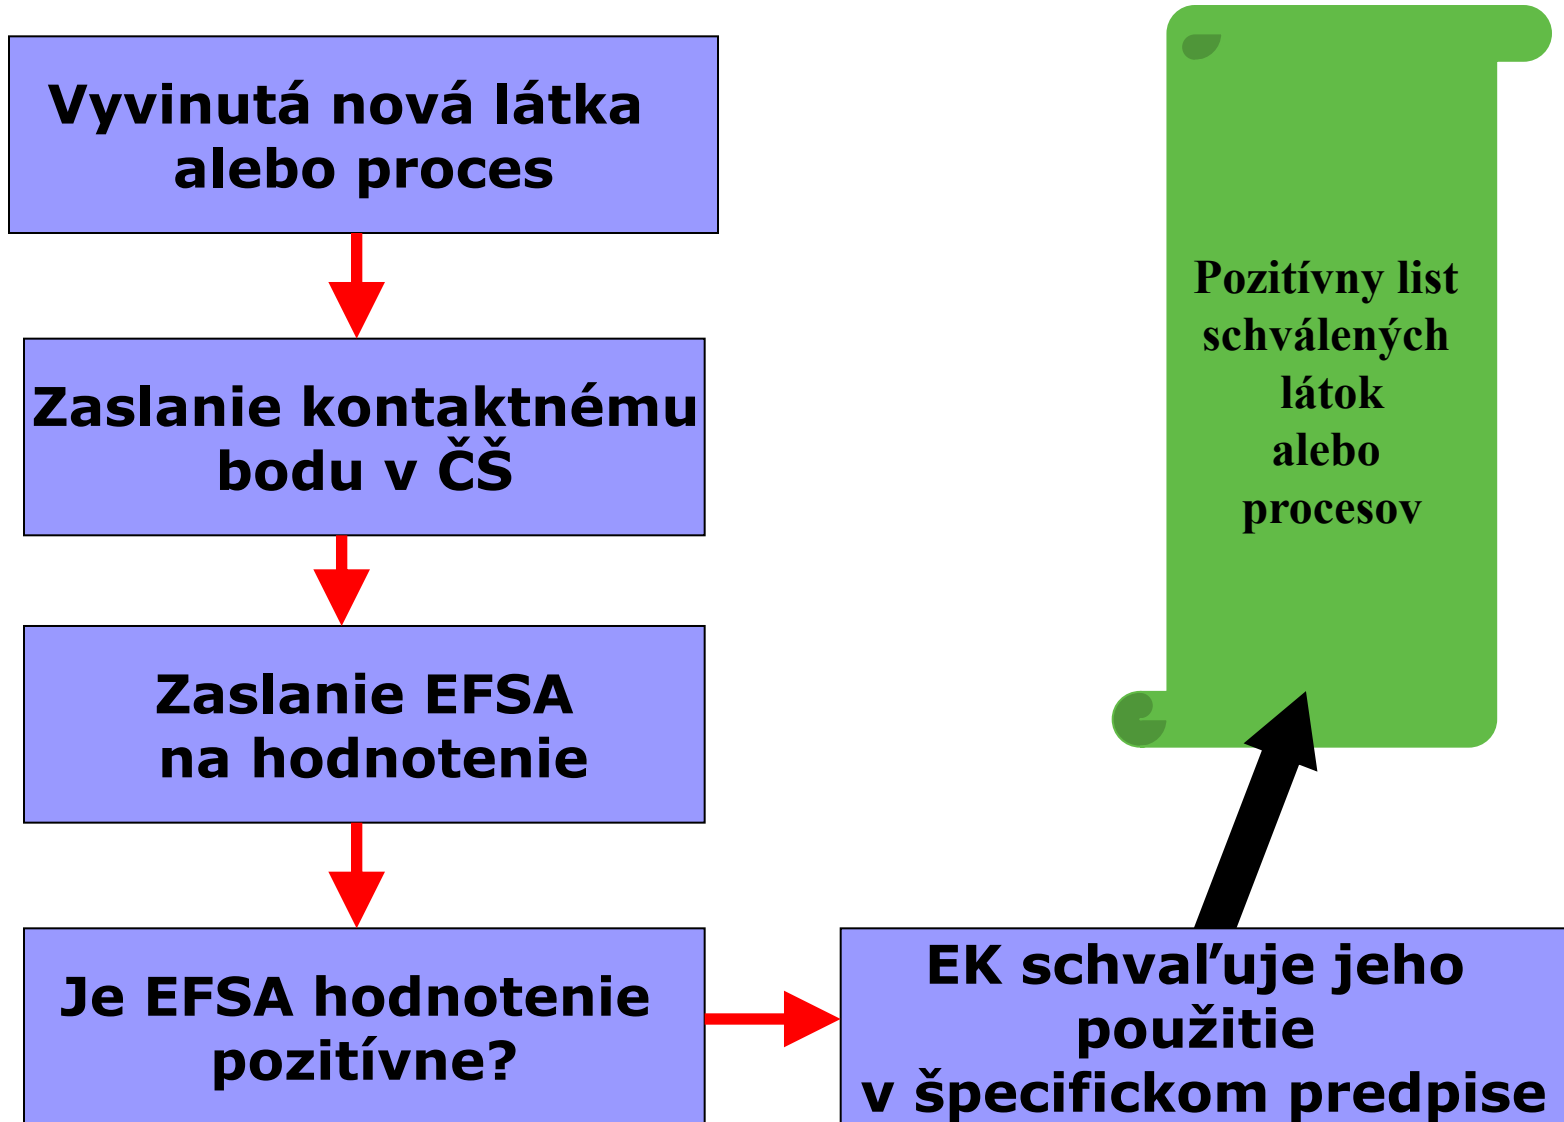 Vyvinutá nová látka
alebo proces
Zaslanie kontaktnému
bodu v ČŠ
Zaslanie EFSA
na hodnotenie
Je EFSA hodnotenie
pozitívne?
EK schvaľuje jeho
použitie
v špecifickom predpise
Pozitívny list
schválených
látok
alebo
procesov